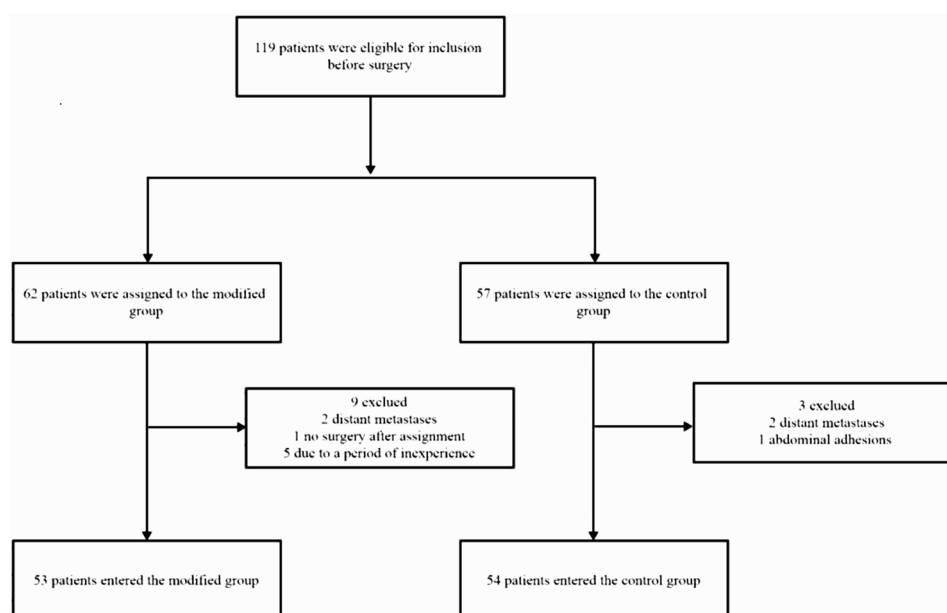 119 patients were eligible for inclusion
before surgery
62 patients were assigned to the modified
group
57 patients were assigned to the control
group
9 exclued
2 distant metastases
1 no surgery after assignment
5 due to a period of inexperience
3 exclued
2 distant metastases
1 abdominal adhesions
53 patients entered the modified group
54 patients entered the control group